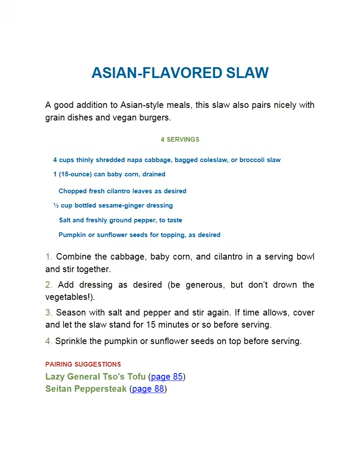 ASIAN-FLAVORED SLAW
A good addition to Asian-style meals, this slaw also pairs nicely with
grain dishes and vegan burgers.
4 SERVINGS
4 cups thinly shredded napa cabbage, bagged coleslaw, or broccoli slaw
1 (15-ounce) can baby corn, drained
Chopped fresh cilantro leaves as desired
½ cup bottled sesame-ginger dressing
Salt and freshly ground pepper, to taste
Pumpkin or sunflower seeds for topping, as desired
1. Combine the cabbage, baby corn, and cilantro in a serving bowl
and stir together.
2. Add dressing as desired (be generous, but don’t drown the
vegetables!).
3. Season with salt and pepper and stir again. If time allows, cover
and let the slaw stand for 15 minutes or so before serving.
4. Sprinkle the pumpkin or sunflower seeds on top before serving.
PAIRING SUGGESTIONS
Lazy General Tso’s Tofu (page 85)
Seitan Peppersteak (page 88)